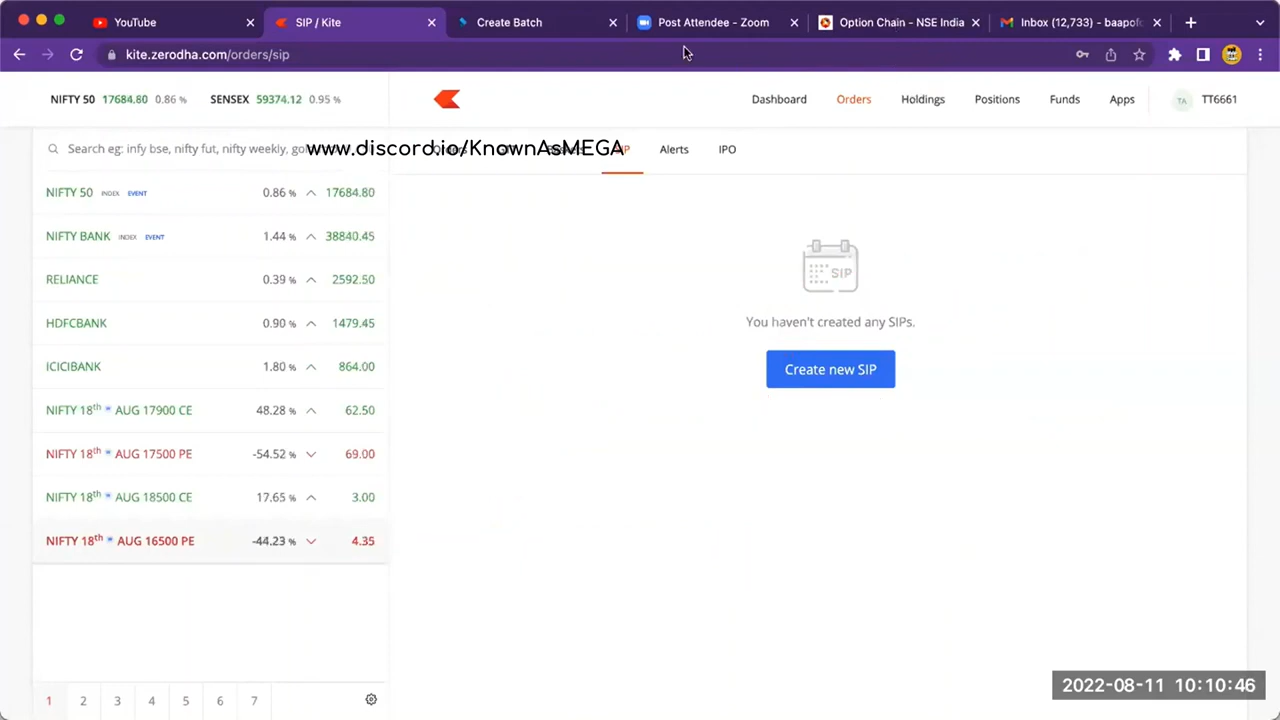 YouTube
SIP / Kite
Create Batch
Post Attendee - Zoom
Option Chain - NSE India
Inbox (12,733) - baapofc
kite.zerodha.com/orders/sip
NIFTY 50 17684.80 0.86 %
SENSEX 59374.12 0.95 %
Dashboard
Orders
Holdings
Positions
Funds
Apps
TA
TT6661
Search eg: infy bse, nifty fut, nifty weekly,
www.discord.io/KnownAsMEGA
Alerts
IPO
NIFTY 50 INDEX EVENT 0.86 % 17684.80
NIFTY BANK INDEX EVENT 1.44 % 38840.45
RELIANCE 0.39 % 2592.50
HDFCBANK 0.90 % 1479.45
ICICIBANK 1.80 % 864.00
NIFTY 18th w AUG 17900 CE 48.28 % 62.50
NIFTY 18th w AUG 17500 PE -54.52 % 69.00
NIFTY 18th w AUG 18500 CE 17.65 % 3.00
NIFTY 18th w AUG 16500 PE -44.23 % 4.35
SIP
You haven't created any SIPs.
Create new SIP
1 2 3 4 5 6 7
2022-08-11 10:10:46